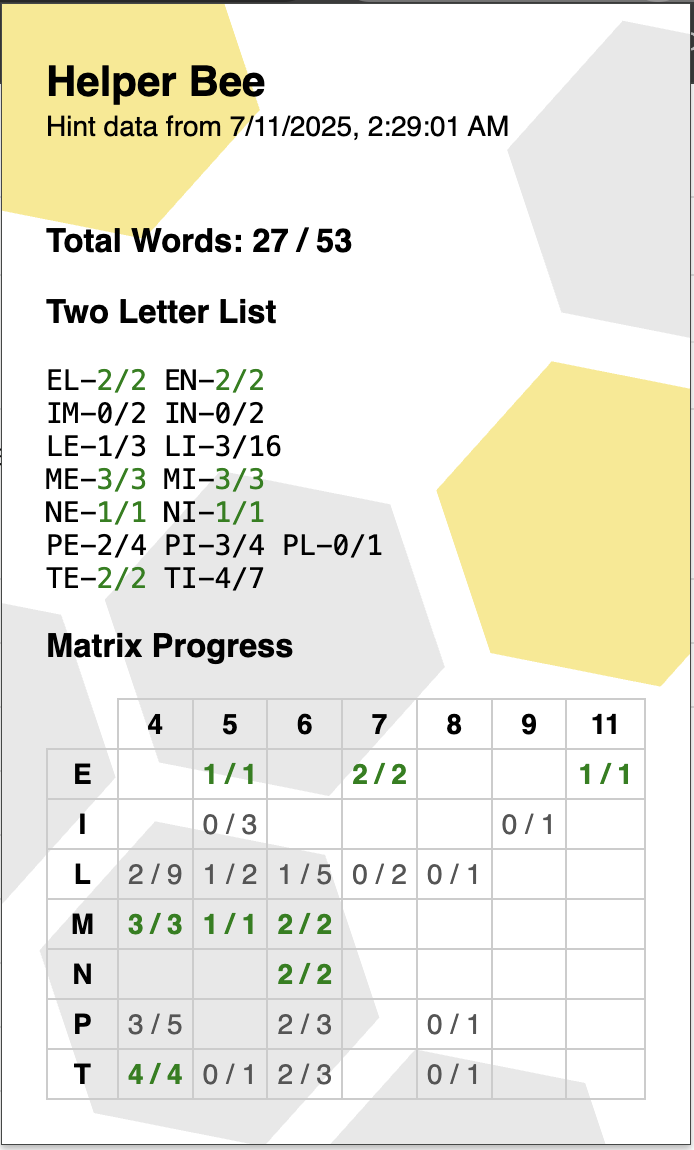 Helper Bee
Hint data from 7/11/2025, 2:29:01 AM
Total Words: 27 / 53
Two Letter List
EL-2/2 EN-2/2
IM-0/2 IN-0/2
LE-1/3 LI-3/16
ME-3/3 MI-3/3
NE-1/1 NI-1/1
PE-2/4 PI-3/4 PL-0/1
TE-2/2 TI-4/7
Matrix Progress
4 5 6 7 8 9 11
E 1 / 1 2 / 2 1 / 1
I 0 / 3 0 / 1
L 2 / 9 1 / 2 1 / 5 0 / 2 0 / 1
M 3 / 3 1 / 1 2 / 2
N 2 / 2
P 3 / 5 2 / 3 0 / 1
T 4 / 4 0 / 1 2 / 3 0 / 1